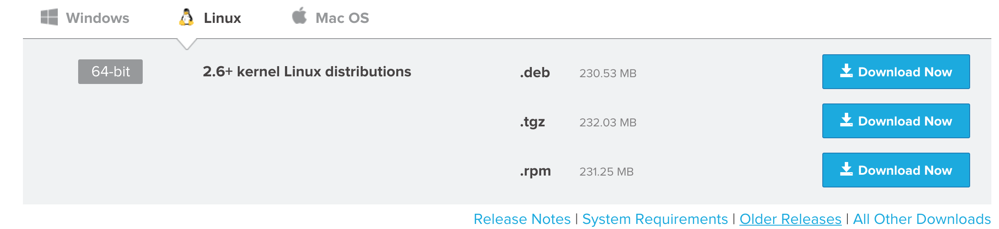 Windows Linux Mac OS
64-bit 2.6+ kernel Linux distributions .deb 230.53 MB Download Now
.tgz 232.03 MB Download Now
.rpm 231.25 MB Download Now
Release Notes | System Requirements | Older Releases | All Other Downloads